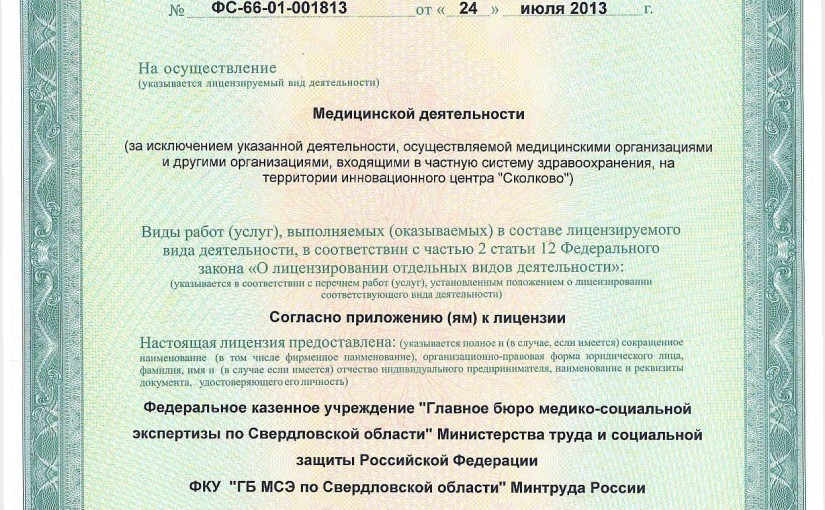 № ФС-66-01-001813 от « 24 » июля 2013 г.
На осуществление
(указывается лицензируемый вид деятельности)
Медицинской деятельности
(за исключением указанной деятельности, осуществляемой медицинскими организациями
и другими организациями, входящими в частную систему здравоохранения, на
территории инновационного центра "Сколково")
Виды работ (услуг), выполняемых (оказываемых) в составе лицензируемого
вида деятельности, в соответствии с частью 2 статьи 12 Федерального
закона «О лицензировании отдельных видов деятельности»:
(указывается в соответствии с перечнем работ (услуг), установленным положением о лицензировании
соответствующего вида деятельности)
Согласно приложению (ям) к лицензии
Настоящая лицензия предоставлена: (указывается полное и (в случае, если имеется) сокращенное
наименование (в том числе фирменное наименование), организационно-правовая форма юридического лица,
фамилия, имя и (в случае если имеется) отчество индивидуального предпринимателя, наименование и реквизиты
документа, удостоверяющего его личность)
Федеральное казенное учреждение "Главное бюро медико-социальной
экспертизы по Свердловской области" Министерства труда и социальной
защиты Российской Федерации
ФКУ "ГБ МСЭ по Свердловской области" Минтруда России